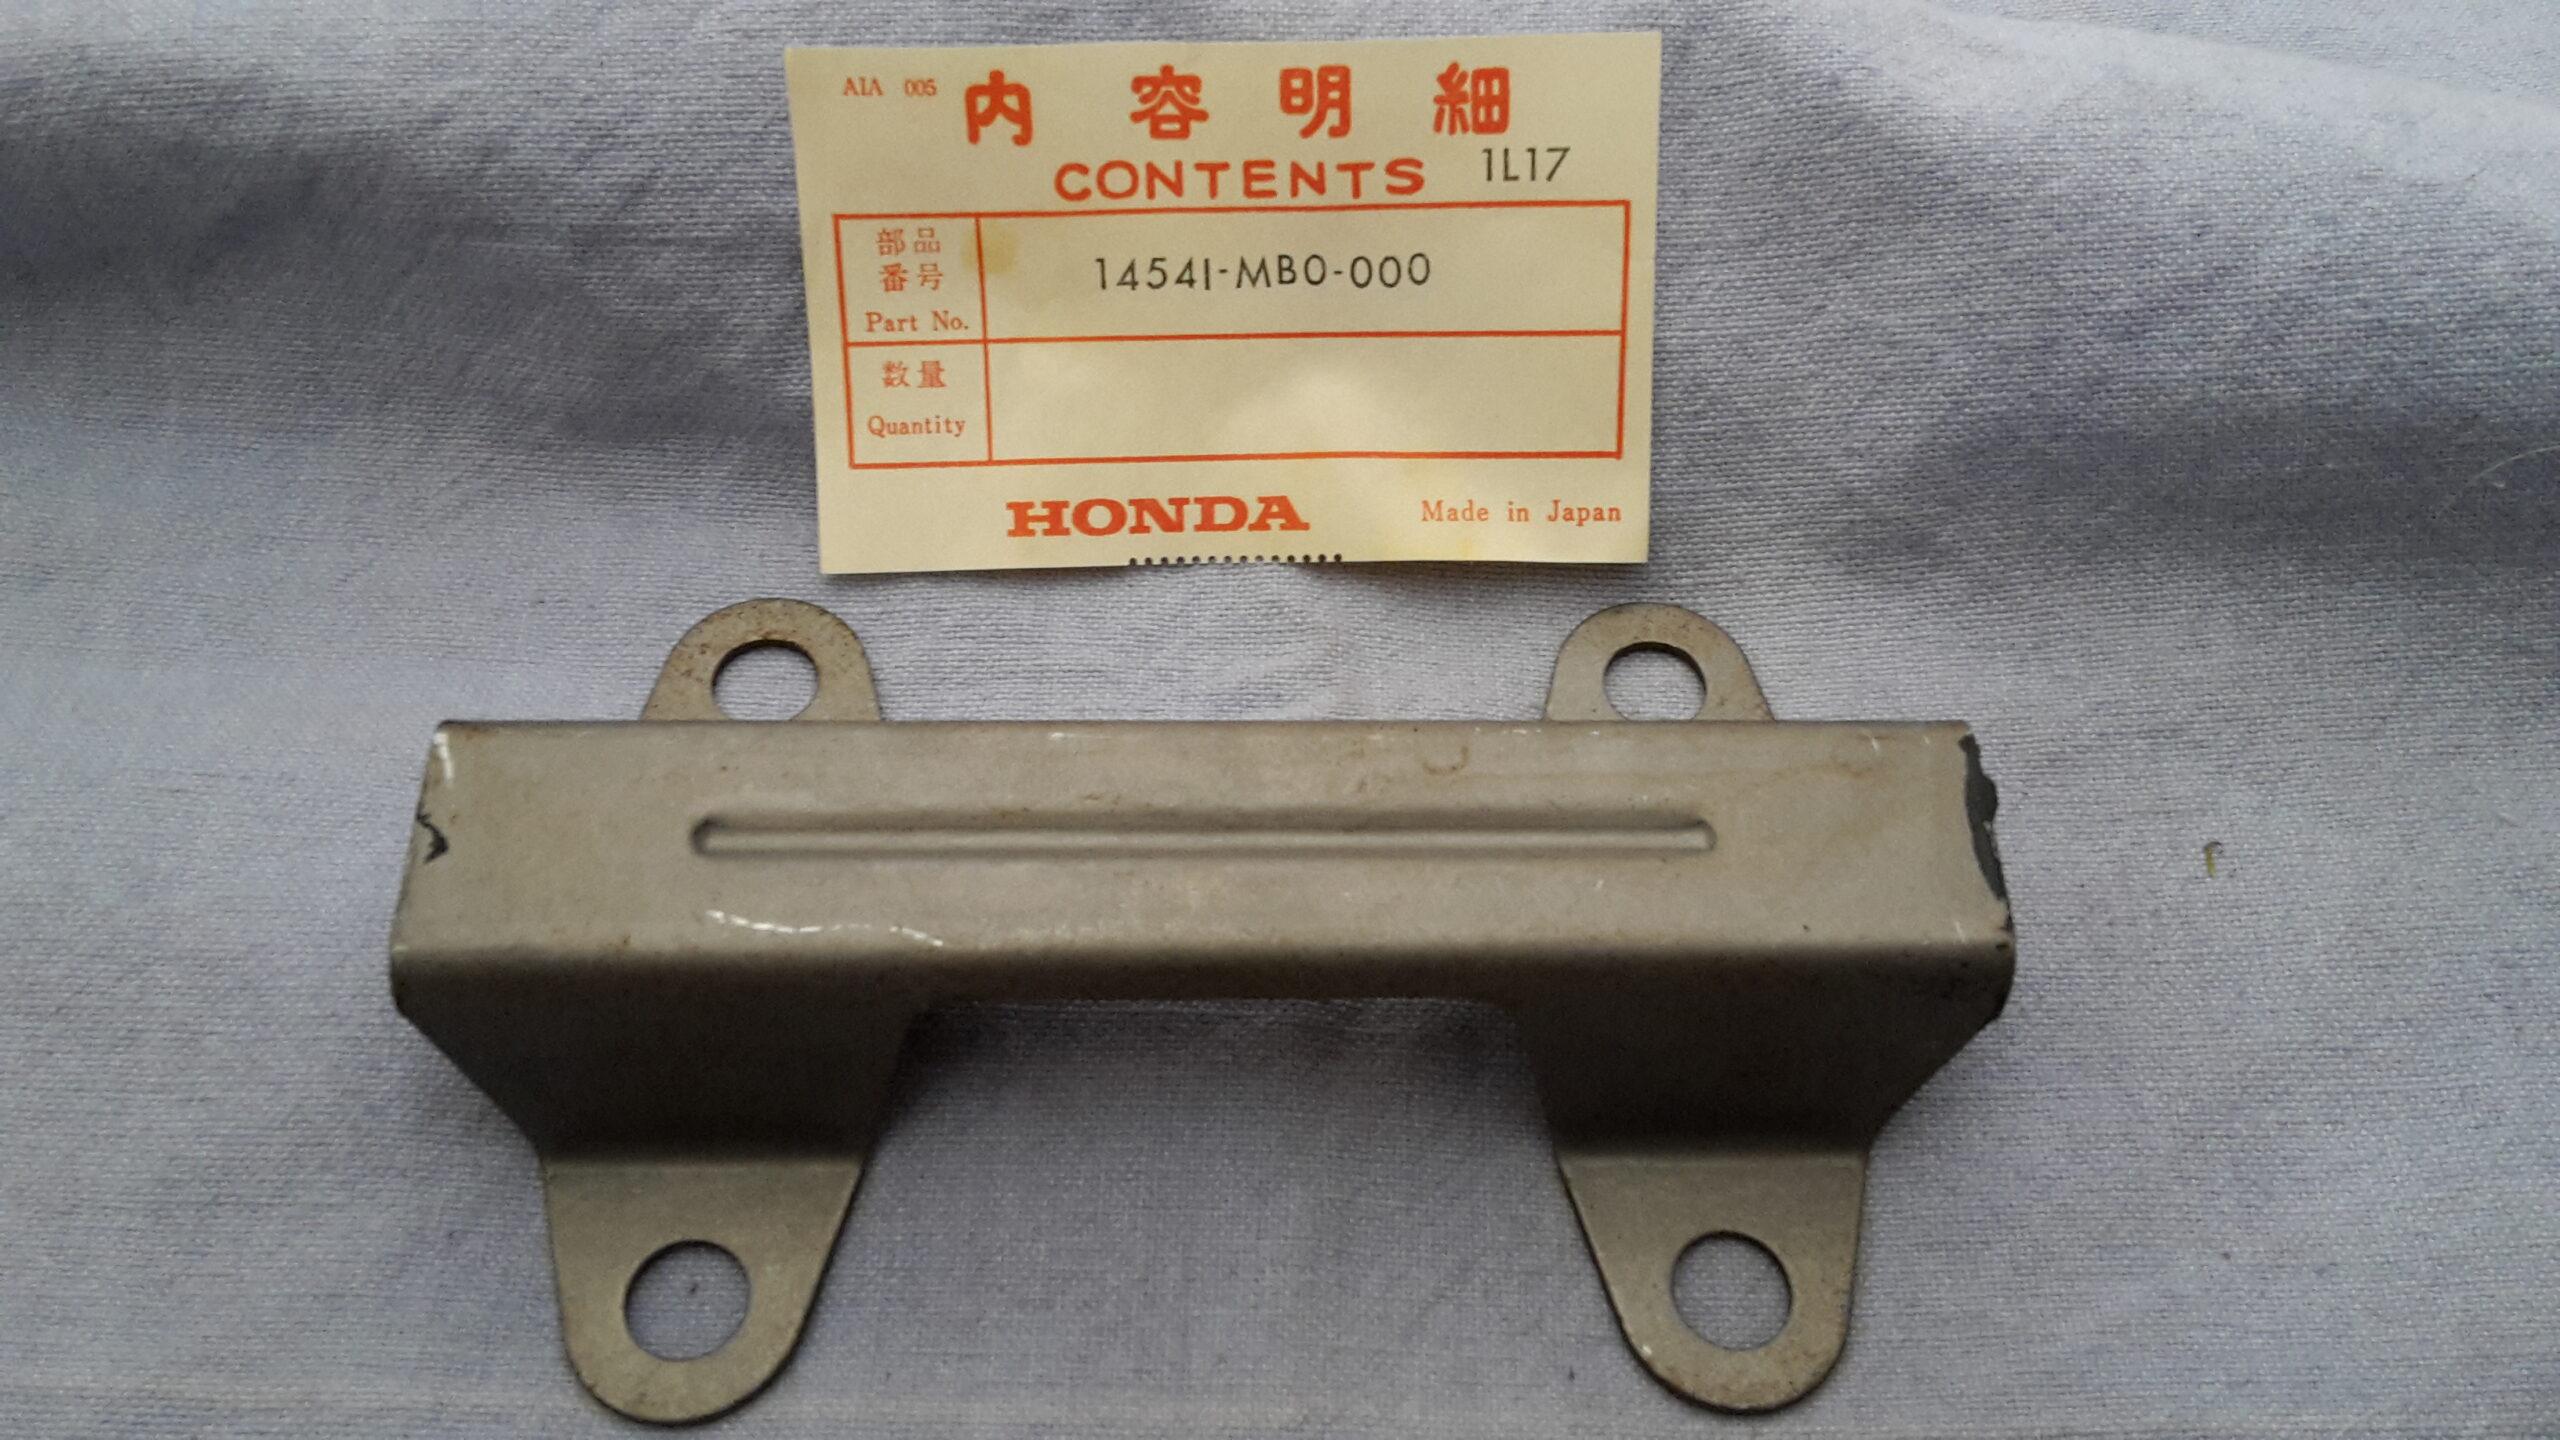 AIA 005 内容明細
CONTENTS 1L17
部品
番号
Part No.
14541-MB0-000
数量
Quantity
HONDA Made in Japan